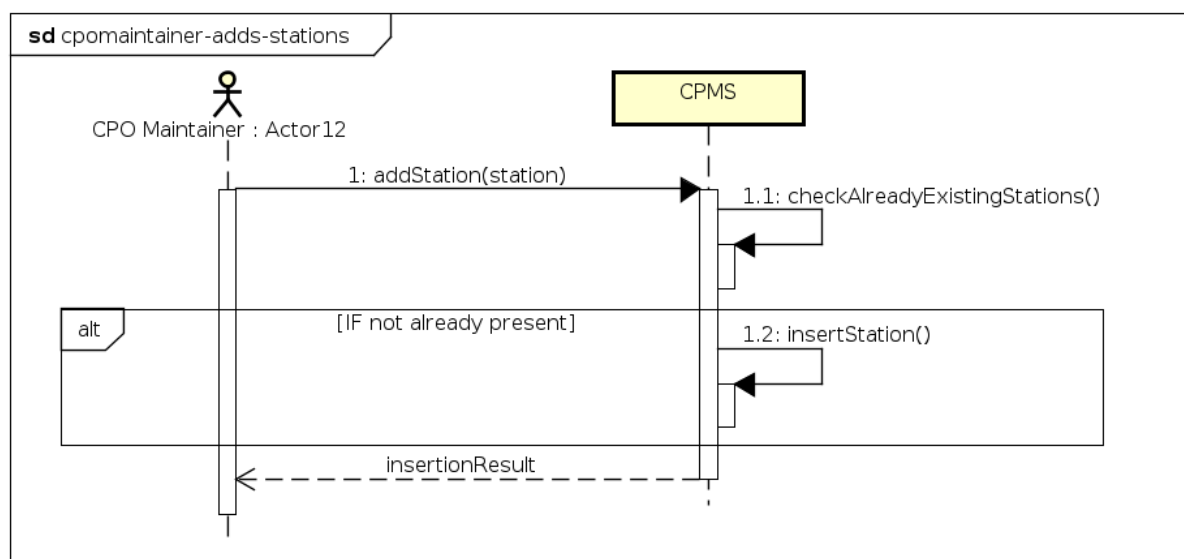 sd cpomaintainer-adds-stations
CPMS
CPO Maintainer : Actor12
1: addStation(station)
1.1: checkAlreadyExistingStations()
alt
[IF not already present]
1.2: insertStation()
insertionResult